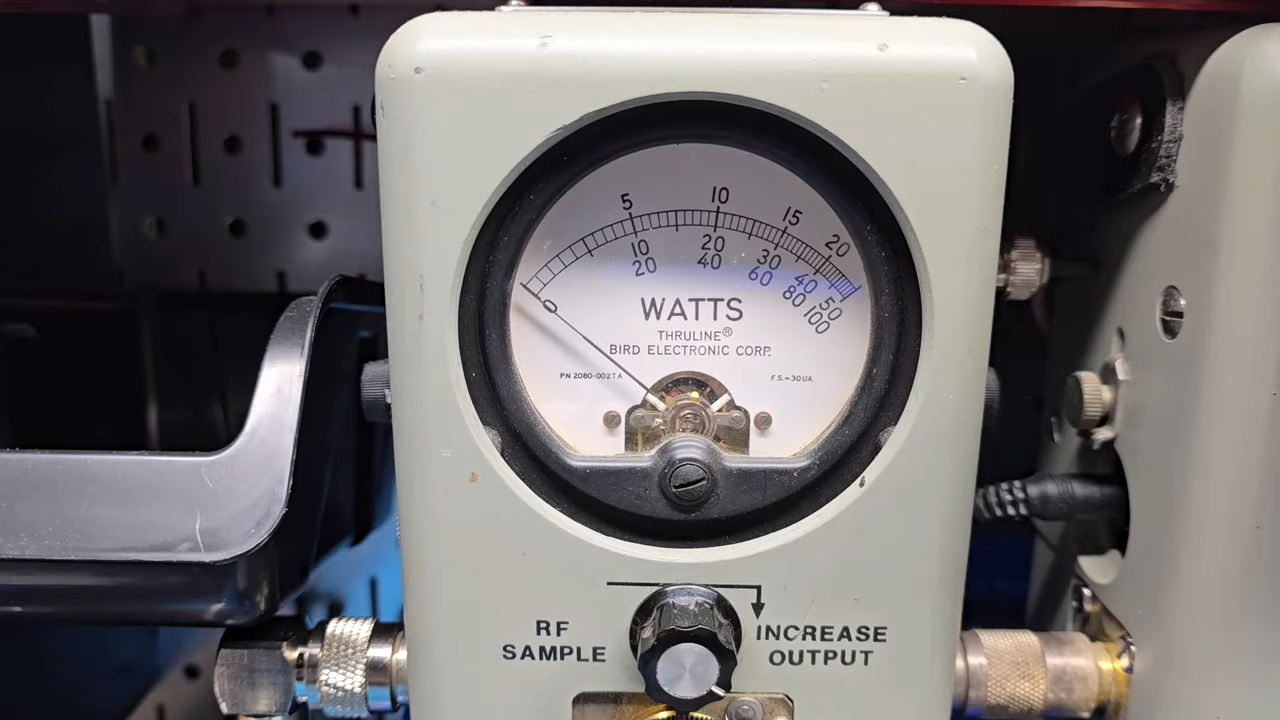 5 10 15 20
10 20 30 40 50
20 40 60 80 100
0
WATTS
THRULINE®
BIRD ELECTRONIC CORP.
PN 2080-002TA F.S.=30UA
RF
SAMPLE
INCREASE
OUTPUT